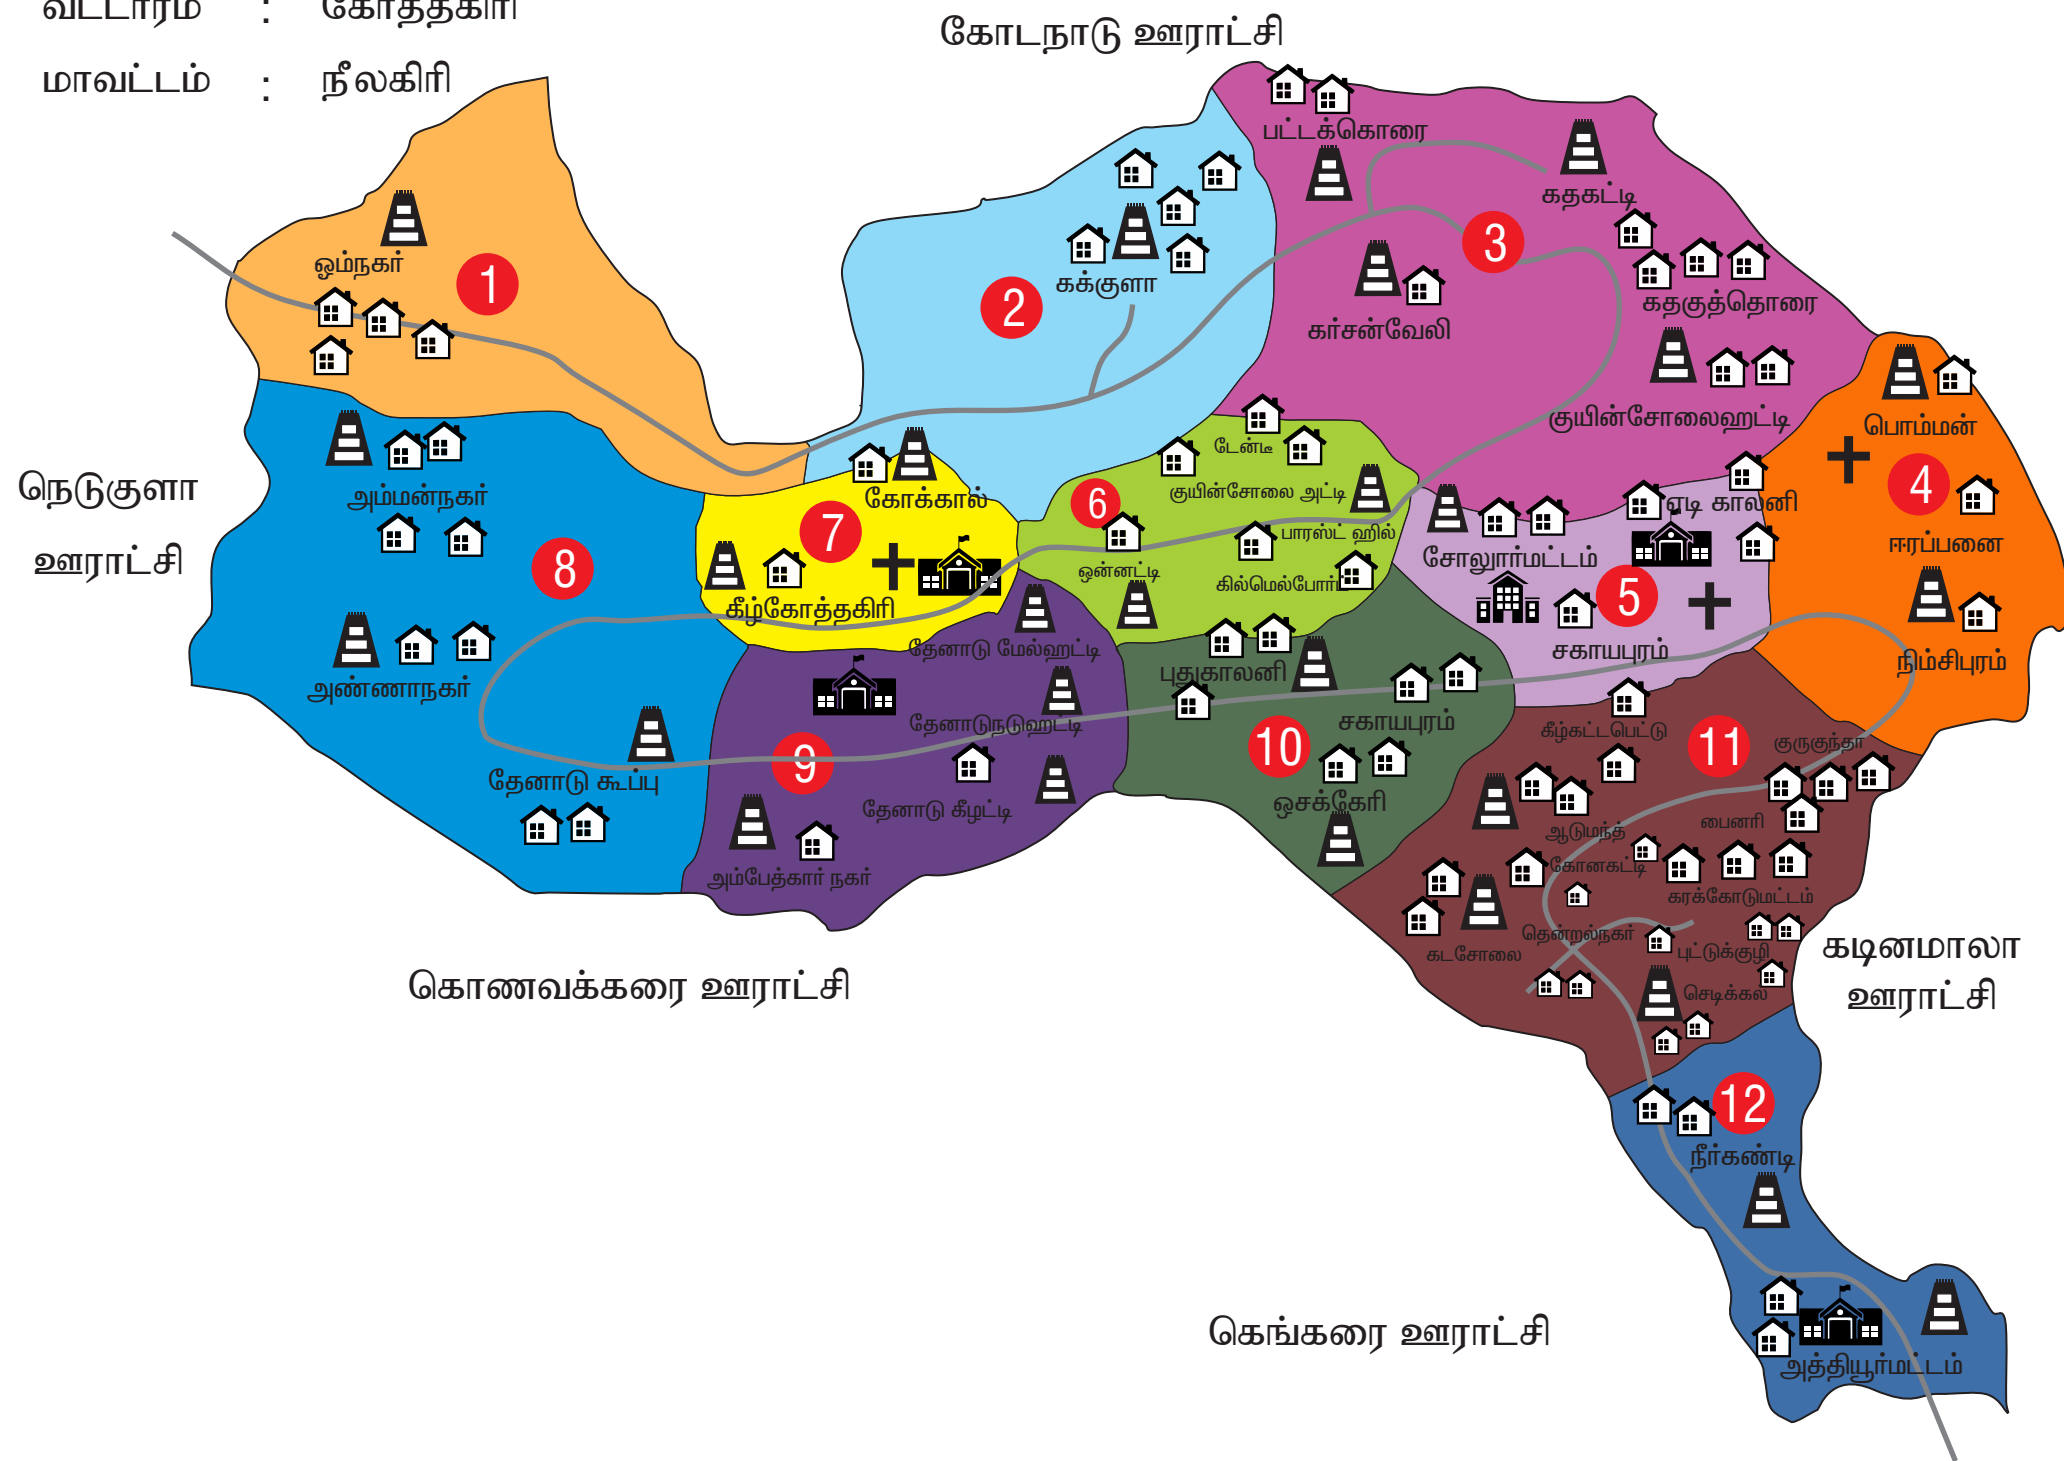 வட்டாரம் : கோத்தகிரி
மாவட்டம் : நீலகிரி
கோடநாடு ஊராட்சி
பட்டக்கொரை
கதகட்டி
ஓம்நகர்
1
கக்குளா
2
3
கர்சன்வேலி
கதகுத்தொரை
குயின்சோலைஹட்டி
பொம்மன்
4
ஈரப்பனை
நிம்சிபுரம்
நெடுகுளா
ஊராட்சி
அம்மன்நகர்
8
அண்ணாநகர்
தேனாடு கூப்பு
கோக்கால்
7
கீழ்கோத்தகிரி
டேன்டீ
குயின்சோலை அட்டி
6
பாரஸ்ட் ஹில்
ஒன்னட்டி
கில்மெல்போர்ட்
ஏடி காலனி
சோலூர்மட்டம்
5
சகாயபுரம்
தேனாடு மேல்ஹட்டி
தேனாடுநடுஹட்டி
9
தேனாடு கீழட்டி
அம்பேத்கார் நகர்
புதுகாலனி
சகாயபுரம்
10
ஒசக்கேரி
கீழ்கட்டபெட்டு
11
குருகுந்தா
ஆடுமந்த்
பைனரி
கோனகட்டி
கரக்கோடுமட்டம்
தென்றல்நகர்
கடசோலை
புட்டுக்குழி
செடிக்கல்
கடினமாலா
ஊராட்சி
கொணவக்கரை ஊராட்சி
12
நீர்கண்டி
கெங்கரை ஊராட்சி
அத்தியூர்மட்டம்